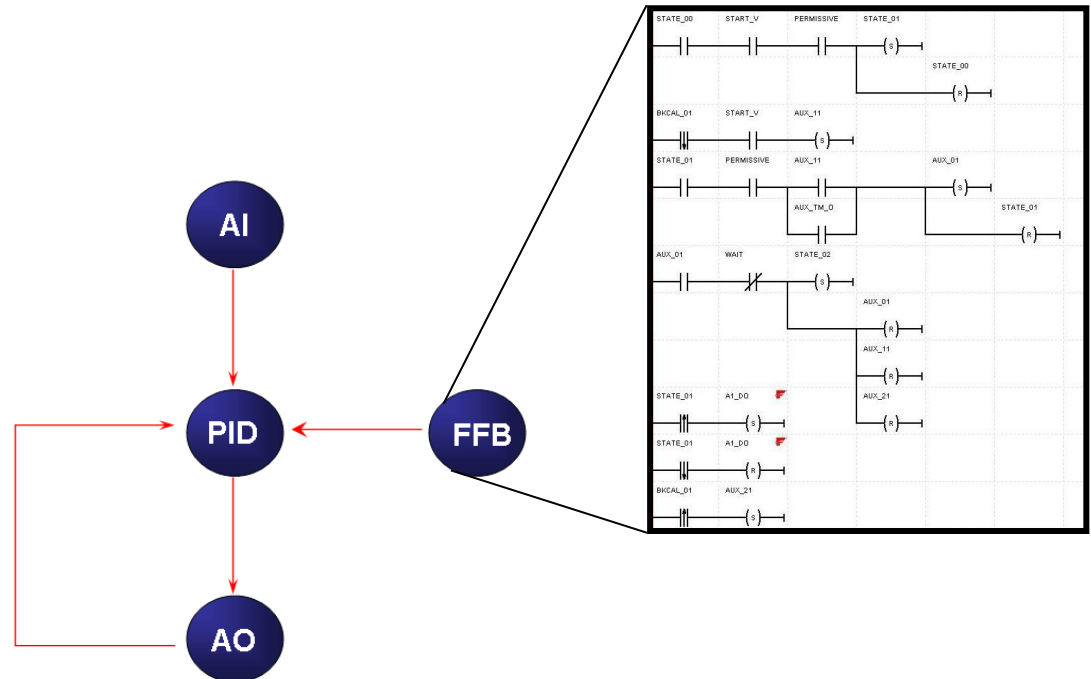 AI
PID
FFB
AO
STATE_00 START_V PERMISSIVE STATE_01
S
STATE_00
R
BKCAL_01 START_V AUX_11
S
STATE_01 PERMISSIVE AUX_11 AUX_01
S
AUX_TM_O STATE_01
R
AUX_01 WAIT STATE_02
S
AUX_01
R
AUX_11
R
STATE_01 A1_DO F AUX_21
S R
STATE_01 A1_DO F
R
BKCAL_01 AUX_21
S